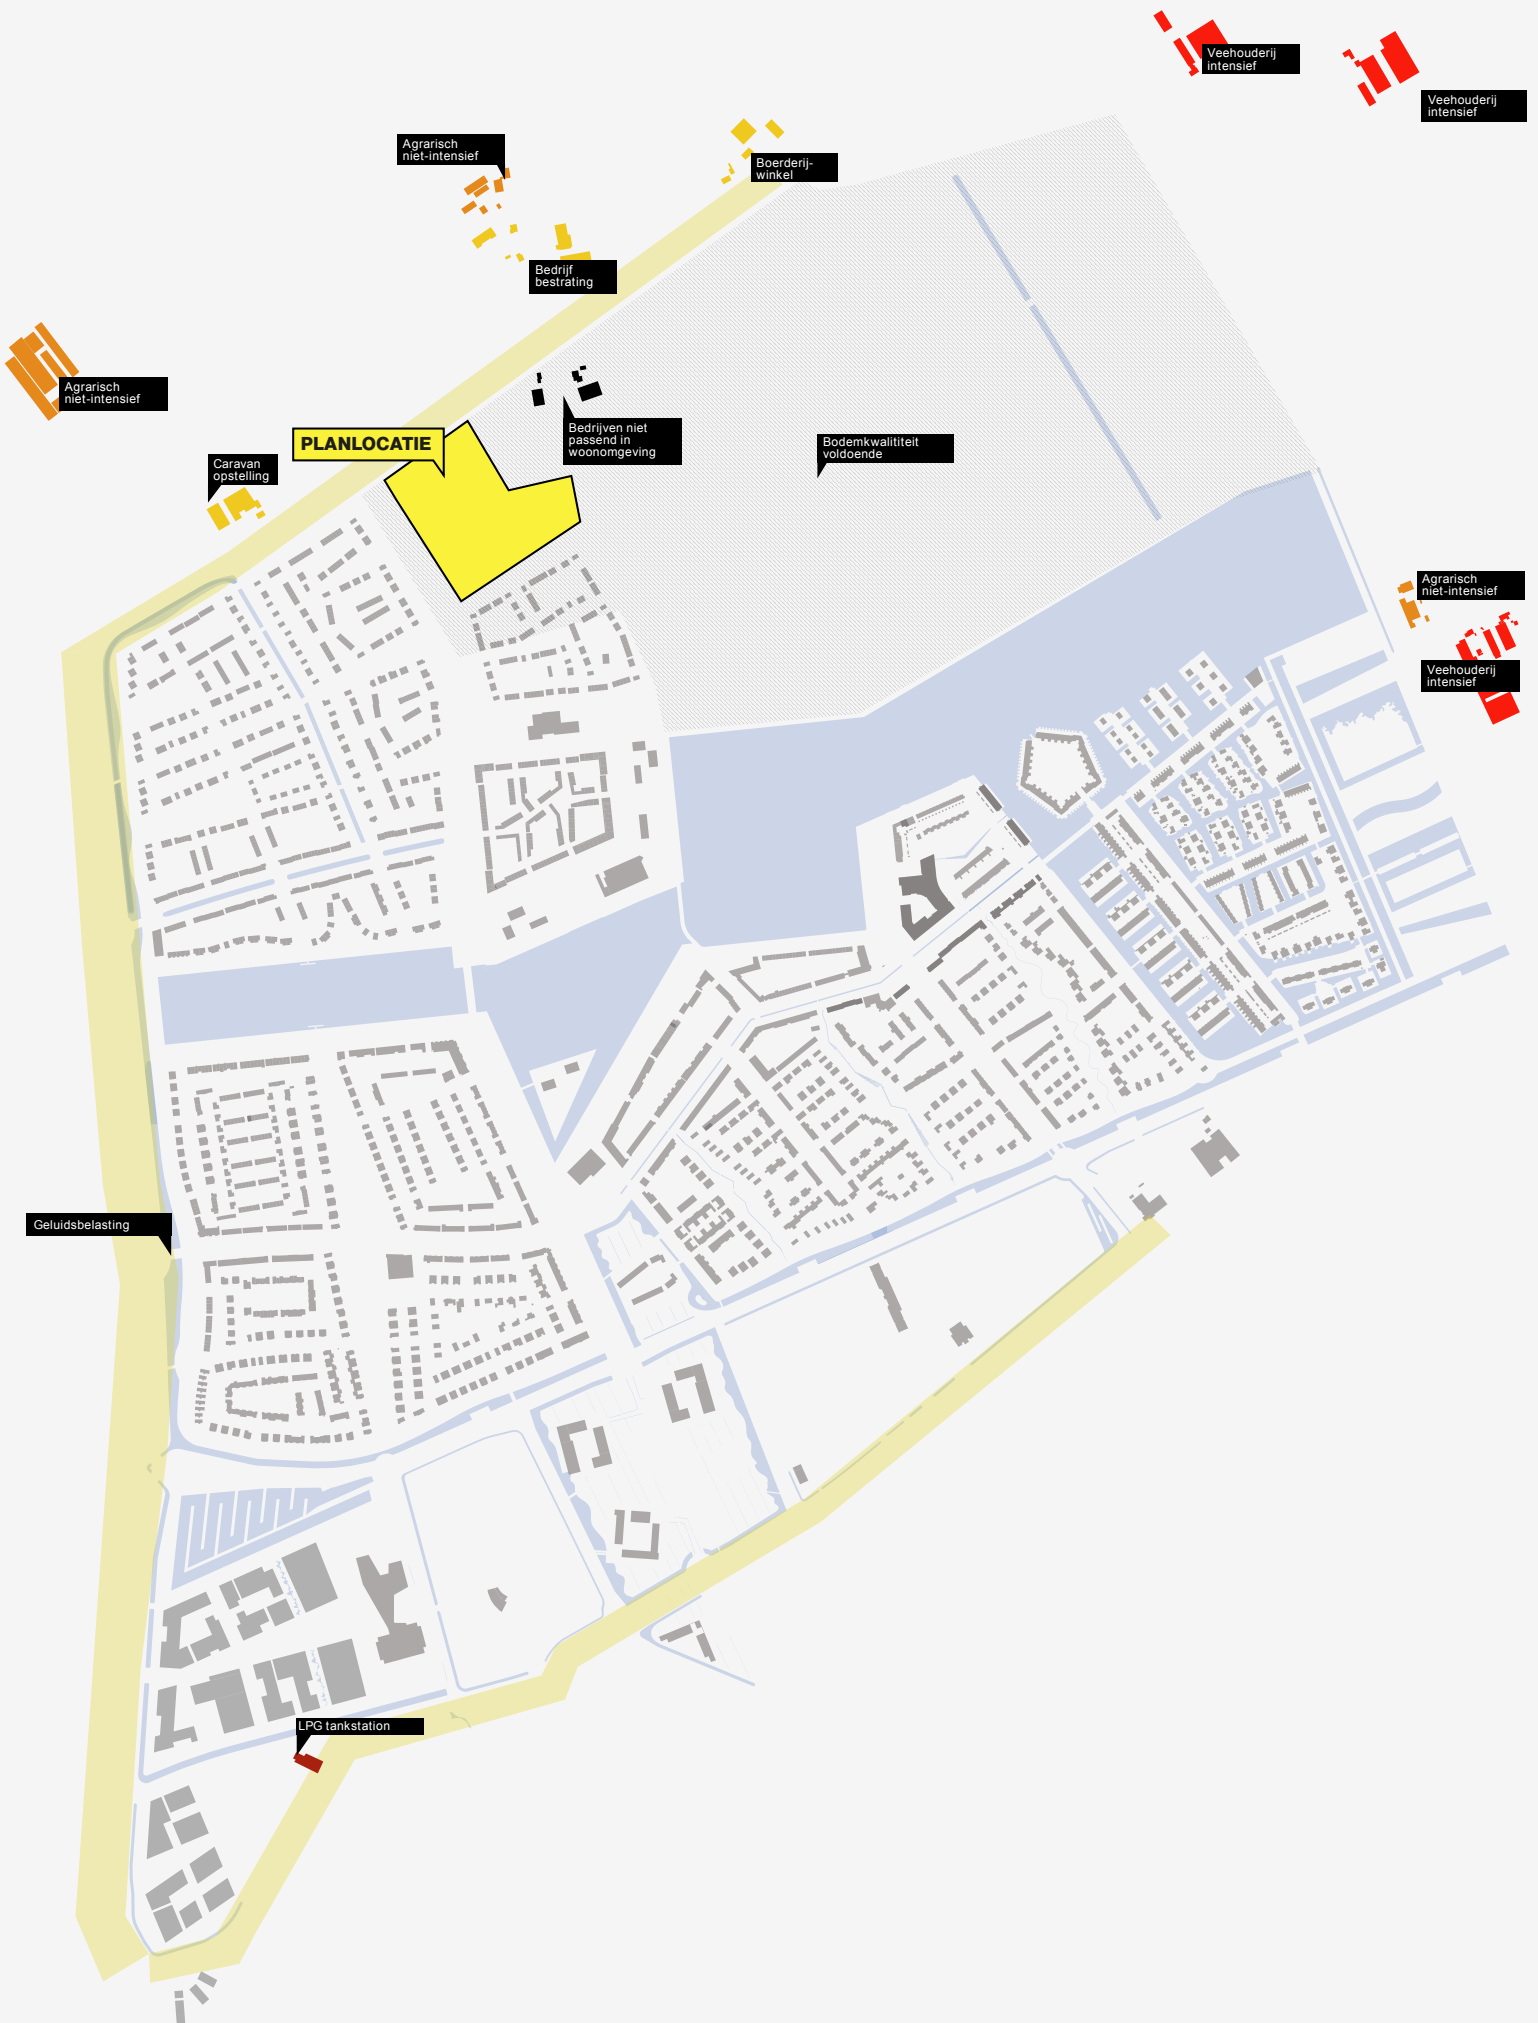 Veehouderij
intensief
Veehouderij
intensief
Agrarisch
niet-intensief
Boerderij-
winkel
Bedrijf
bestrating
Agrarisch
niet-intensief
PLANLOCATIE
Bedrijven niet
passend in
woonomgeving
Bodemkwalititeit
voldoende
Caravan
opstelling
Agrarisch
niet-intensief
Veehouderij
intensief
Geluidsbelasting
LPG tankstation